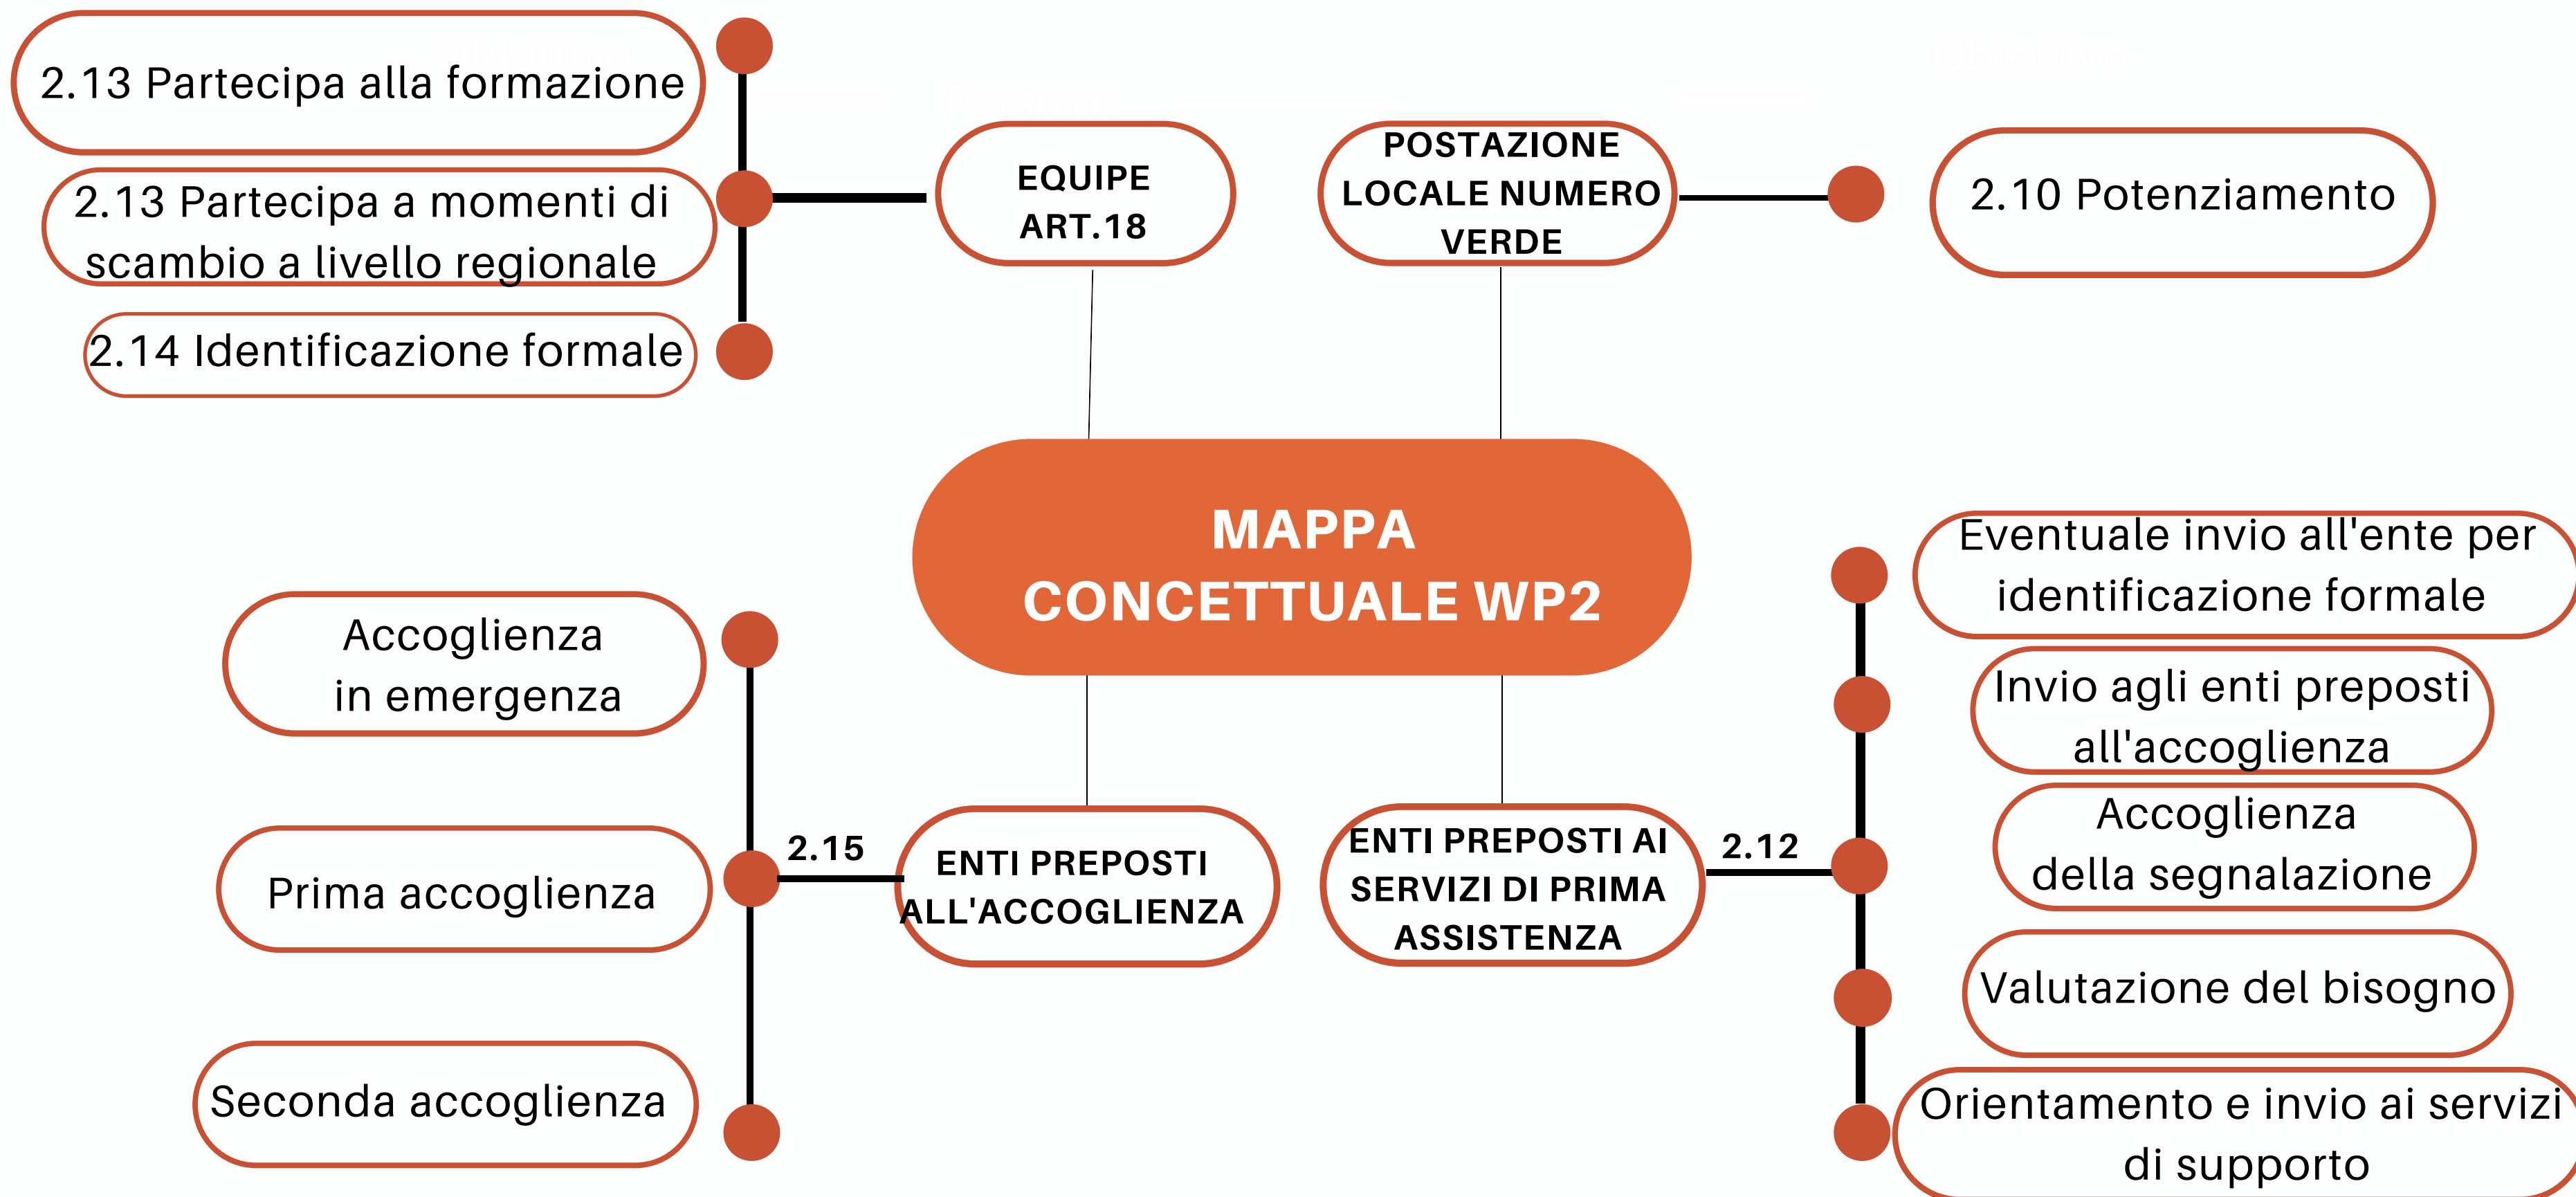 2.13 Partecipa alla formazione
2.13 Partecipa a momenti di
scambio a livello regionale
2.14 Identificazione formale
EQUIPE
ART.18
POSTAZIONE
LOCALE NUMERO
VERDE
2.10 Potenziamento
MAPPA
CONCETTUALE WP2
Accoglienza
in emergenza
Prima accoglienza
Seconda accoglienza
2.15
ENTI PREPOSTI
ALL'ACCOGLIENZA
ENTI PREPOSTI AI
SERVIZI DI PRIMA
ASSISTENZA
2.12
Eventuale invio all'ente per
identificazione formale
Invio agli enti preposti
all'accoglienza
Accoglienza
della segnalazione
Valutazione del bisogno
Orientamento e invio ai servizi
di supporto